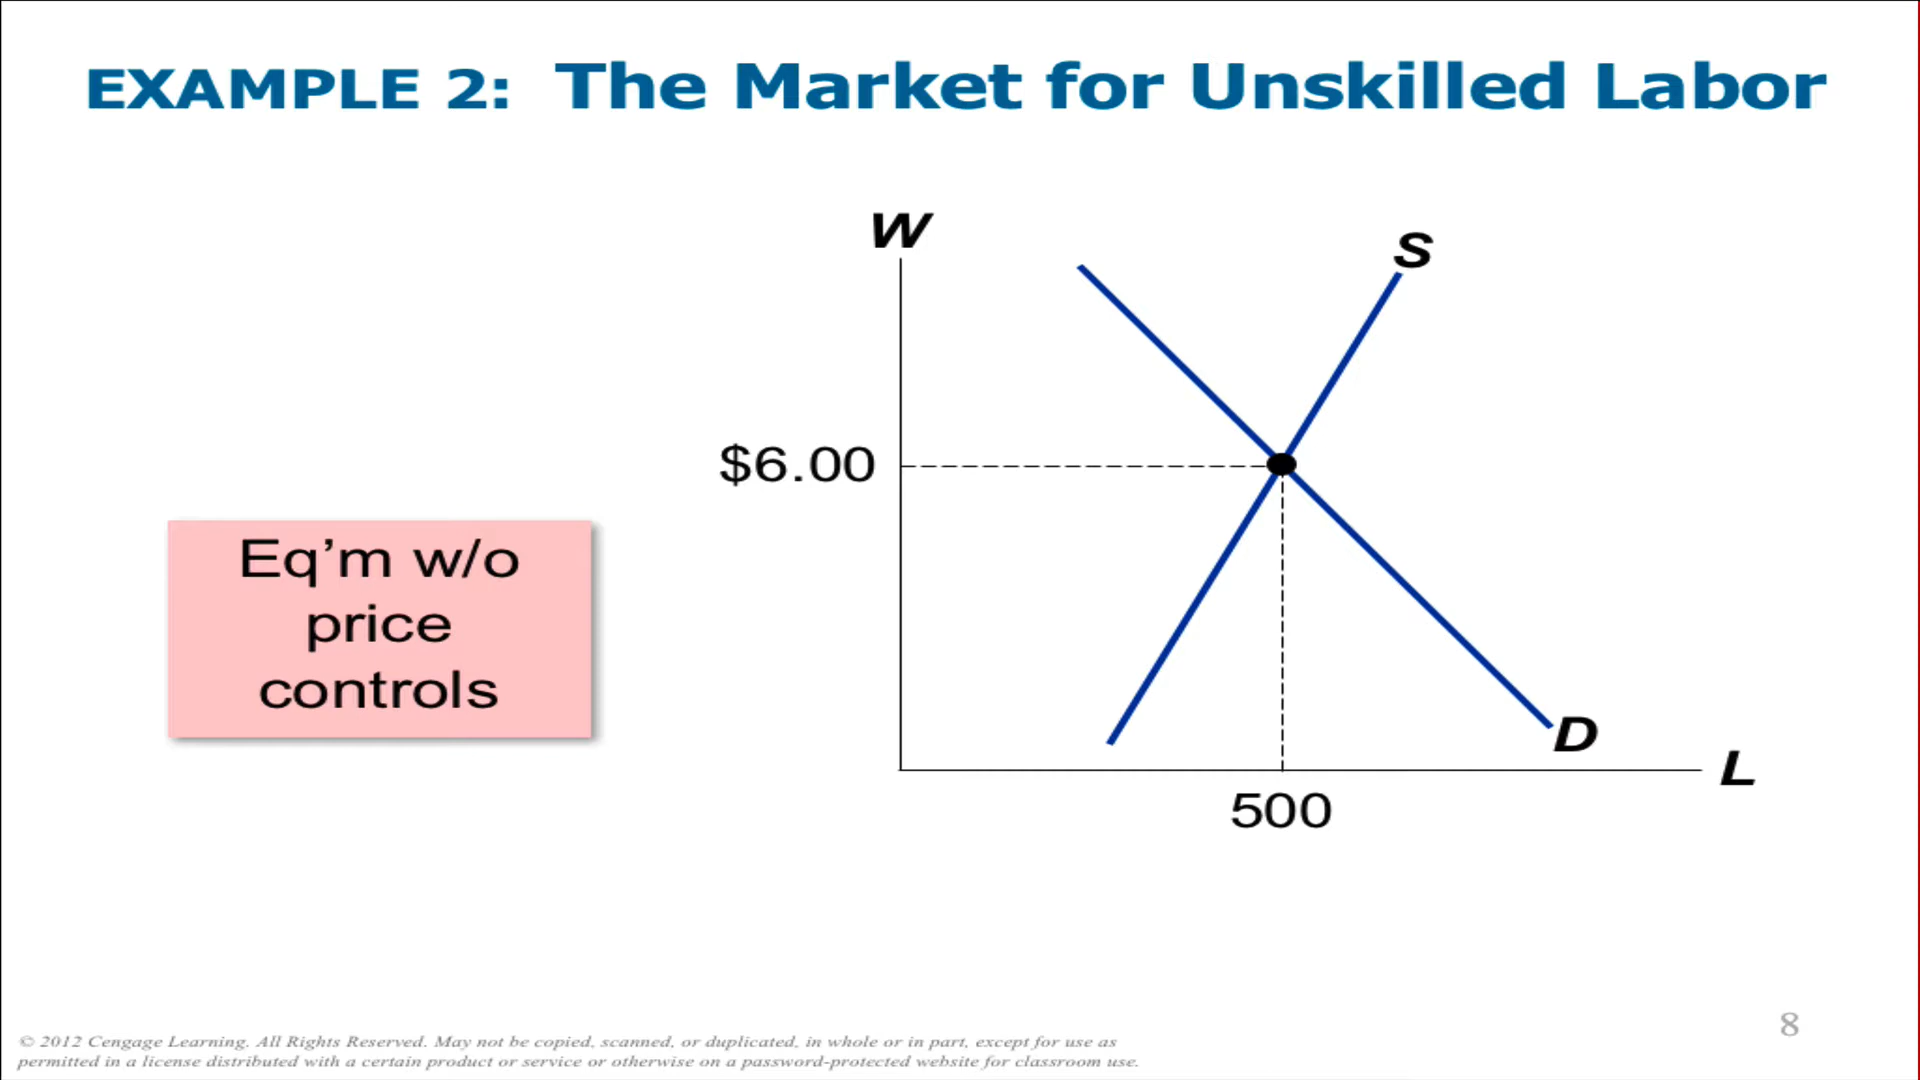 EXAMPLE 2: The Market for Unskilled Labor
W
S
$6.00
Eq’m w/o
price
controls
D
L
500
8
© 2012 Cengage Learning. All Rights Reserved. May not be copied, scanned, or duplicated, in whole or in part, except for use as
permitted in a license distributed with a certain product or service or otherwise on a password-protected website for classroom use.